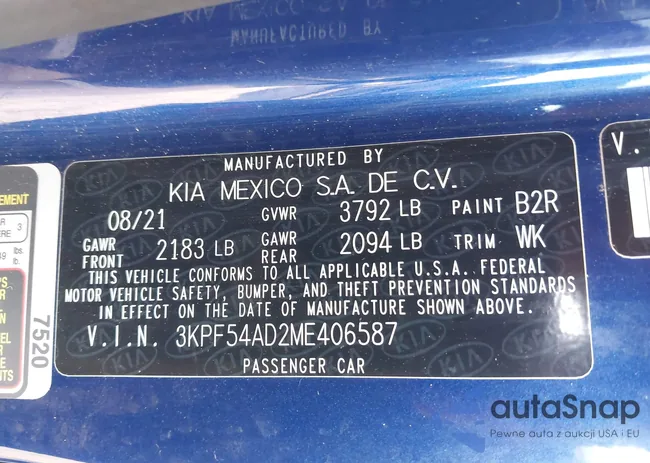 MANUFACTURED BY
KIA MEXICO S.A. DE C.V.
08/21 GVWR 3792 LB PAINT B2R
GAWR FRONT 2183 LB GAWR REAR 2094 LB TRIM WK
THIS VEHICLE CONFORMS TO ALL APPLICABLE U.S.A. FEDERAL
MOTOR VEHICLE SAFETY, BUMPER, AND THEFT PREVENTION STANDARDS
IN EFFECT ON THE DATE OF MANUFACTURE SHOWN ABOVE.
V.I.N. 3KPF54AD2ME406587
PASSENGER CAR
7520
V.
autaSnap
Pewne auta z aukcji USA i EU